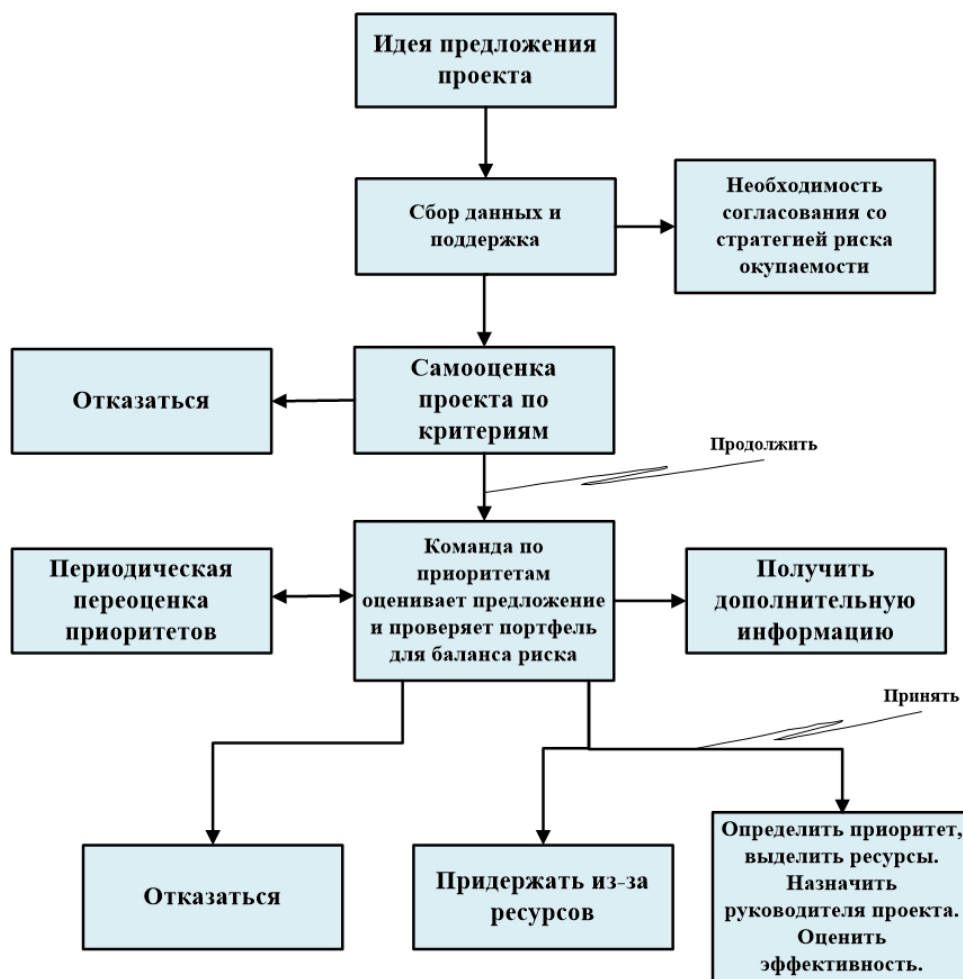 Идея предложения
проекта
Сбор данных и
поддержка
Необходимость
согласования со
стратегией риска
окупаемости
Отказаться
Самооценка
проекта по
критериям
Продолжить
Периодическая
переоценка
приоритетов
Команда по
приоритетам
оценивает предложение
и проверяет портфель
для баланса риска
Получить
дополнительную
информацию
Принять
Отказаться
Придержать из-за
ресурсов
Определить приоритет,
выделить ресурсы.
Назначить
руководителя проекта.
Оценить
эффективность.